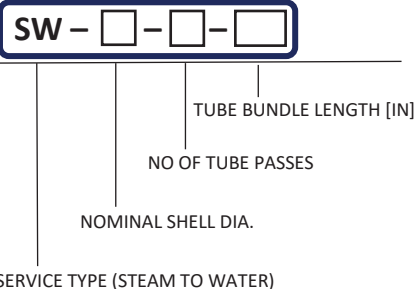 SW – □ – □ – □
TUBE BUNDLE LENGTH [IN]
NO OF TUBE PASSES
NOMINAL SHELL DIA.
SERVICE TYPE (STEAM TO WATER)